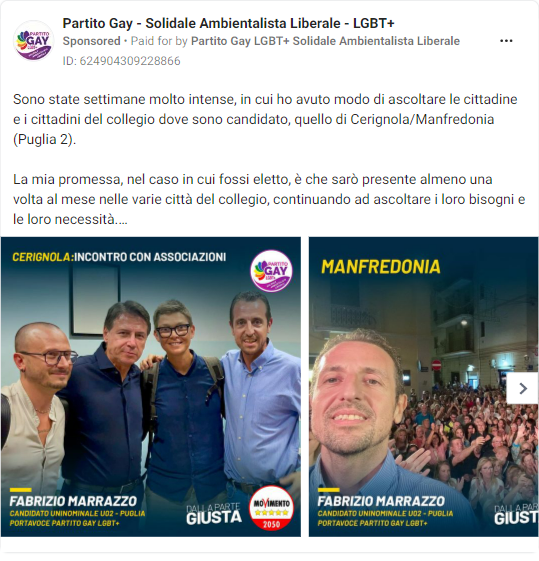 Partito Gay - Solidale Ambientalista Liberale - LGBT+
Sponsored • Paid for by Partito Gay LGBT+ Solidale Ambientalista Liberale
ID: 624904309228866
Sono state settimane molto intense, in cui ho avuto modo di ascoltare le cittadine
e i cittadini del collegio dove sono candidato, quello di Cerignola/Manfredonia
(Puglia 2).
La mia promessa, nel caso in cui fossi eletto, è che sarò presente almeno una
volta al mese nelle varie città del collegio, continuando ad ascoltare i loro bisogni e
le loro necessità....
CERIGNOLA:INCONTRO CON ASSOCIAZIONI
PARTITO
GAY
FABRIZIO MARRAZZO
CANDIDATO UNINOMINALE U02 - PUGLIA
PORTAVOCE PARTITO GAY LGBT+
DALLA PARTE
GIUSTA
MOVIMENTO
2050
MANFREDONIA
FABRIZIO MARRAZZO
CANDIDATO UNINOMINALE U02 - PUGLIA
PORTAVOCE PARTITO GAY LGBT+
DALLA PAR
GIUST